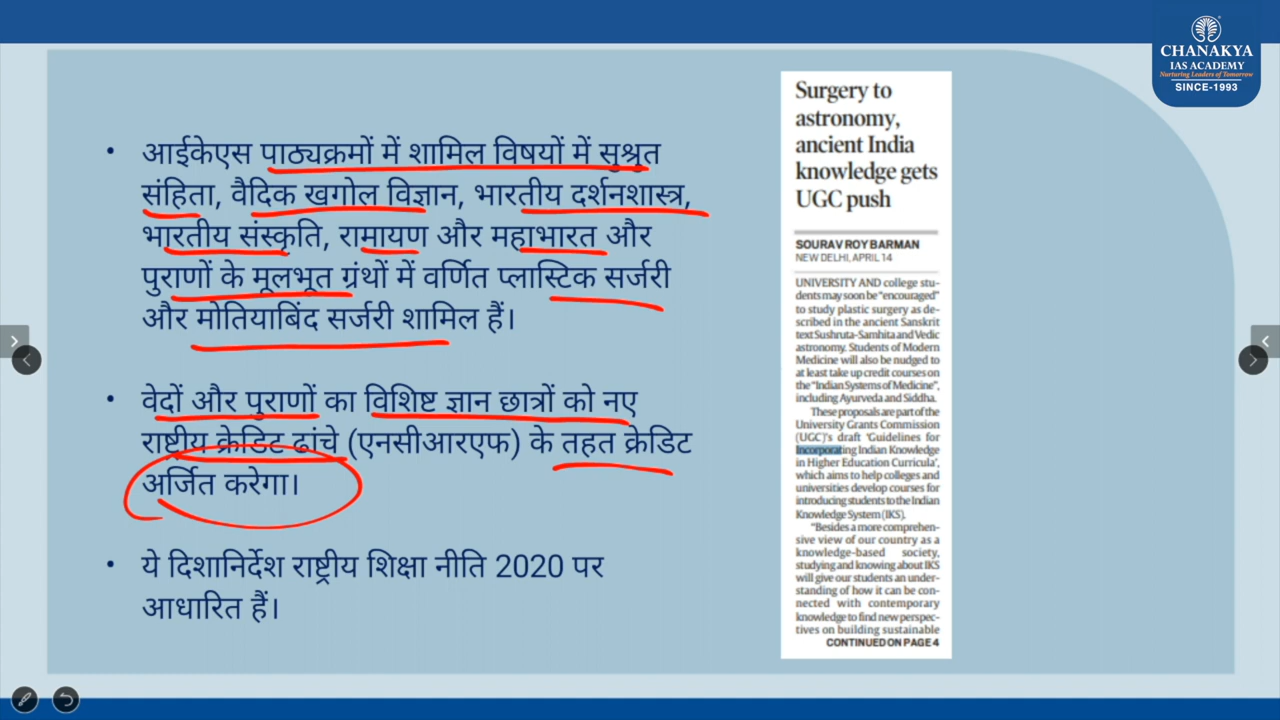 CHANAKYA
IAS ACADEMY
Nurturing Leaders of Tomorrow
SINCE-1993
• आईकेएस पाठ्यक्रमों में शामिल विषयों में सुश्रुत
संहिता, वैदिक खगोल विज्ञान, भारतीय दर्शनशास्त्र,
भारतीय संस्कृति, रामायण और महाभारत और
पुराणों के मूलभूत ग्रंथों में वर्णित प्लास्टिक सर्जरी
और मोतियाबिंद सर्जरी शामिल हैं।
• वेदों और पुराणों का विशिष्ट ज्ञान छात्रों को नए
राष्ट्रीय क्रेडिट ढांचे (एनसीआरएफ) के तहत क्रेडिट
अर्जित करेगा।
• ये दिशानिर्देश राष्ट्रीय शिक्षा नीति 2020 पर
आधारित हैं।
Surgery to
astronomy,
ancient India
knowledge gets
UGC push
SOURAV ROY BARMAN
NEW DELHI, APRIL 14
UNIVERSITY AND college stu-
dents may soon be "encouraged"
to study plastic surgery as de-
scribed in the ancient Sanskrit
text Sushruta-Samhita and Vedic
astronomy. Students of Modern
Medicine will also be nudged to
at least take up credit courses on
the "Indian Systems of Medicine",
including Ayurveda and Siddha.
These proposals are part of the
University Grants Commission
(UGC)'s draft 'Guidelines for
Incorporating Indian Knowledge
in Higher Education Curricula',
which aims to help colleges and
universities develop courses for
introducing students to the Indian
Knowledge System (IKS).
"Besides a more comprehen-
sive view of our country as a
knowledge-based society,
studying and knowing about IKS
will give our students an under-
standing of how it can be con-
nected with contemporary
knowledge to find new perspec-
tives on building sustainable
CONTINUED ON PAGE 4